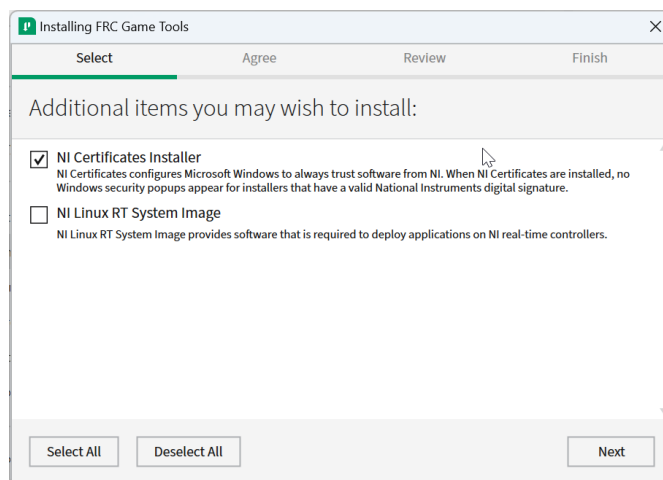 Installing FRC Game Tools
Select
Agree
Review
Finish
Additional items you may wish to install:
NI Certificates Installer
NI Certificates configures Microsoft Windows to always trust software from NI. When NI Certificates are installed, no
Windows security popups appear for installers that have a valid National Instruments digital signature.
NI Linux RT System Image
NI Linux RT System Image provides software that is required to deploy applications on NI real-time controllers.
Select All
Deselect All
Next